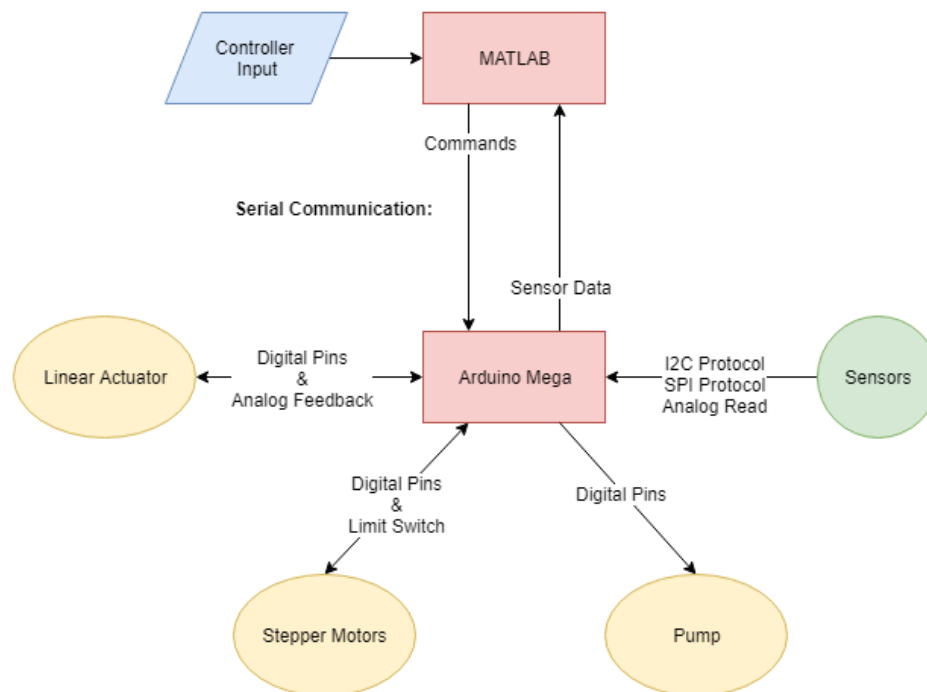 Controller
Input
MATLAB
Commands
Serial Communication:
Sensor Data
Linear Actuator
Digital Pins
&
Analog Feedback
Arduino Mega
I2C Protocol
SPI Protocol
Analog Read
Sensors
Digital Pins
&
Limit Switch
Digital Pins
Stepper Motors
Pump